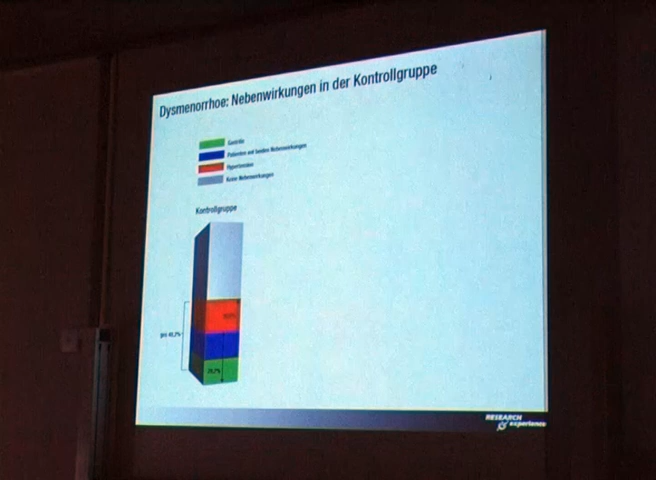 Dysmenorrhoe: Nebenwirkungen in der Kontrollgruppe
Gastritis
Patienten mit beiden Nebenwirkungen
Hypertension
Keine Nebenwirkungen
Kontrollgruppe
RESEARCH
& experience